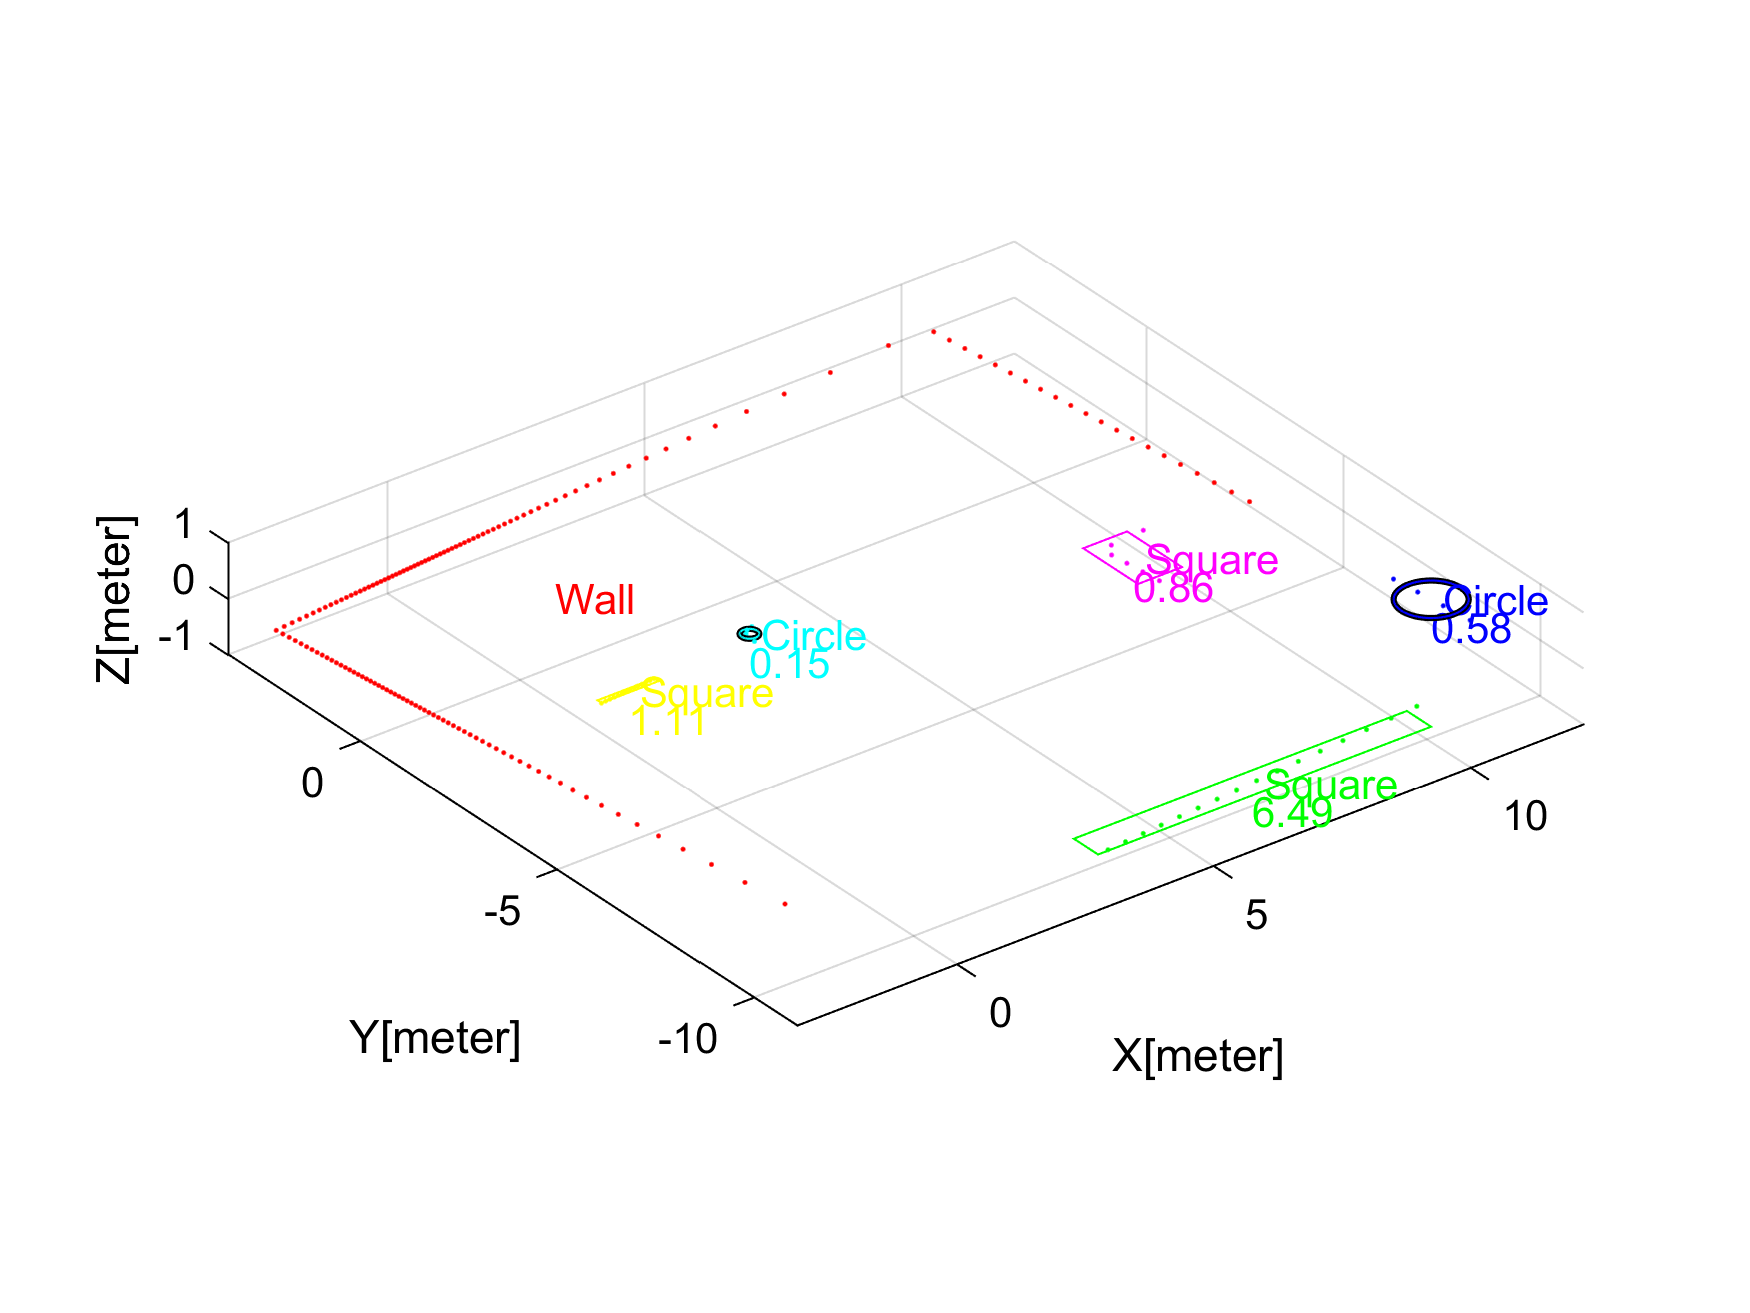 1
0
-1
Z[meter]
Wall
Square
0.86
Circle
0.58
Circle
0.15
Square
1.11
Square
6.49
0
-5
-10
Y[meter]
10
5
0
X[meter]